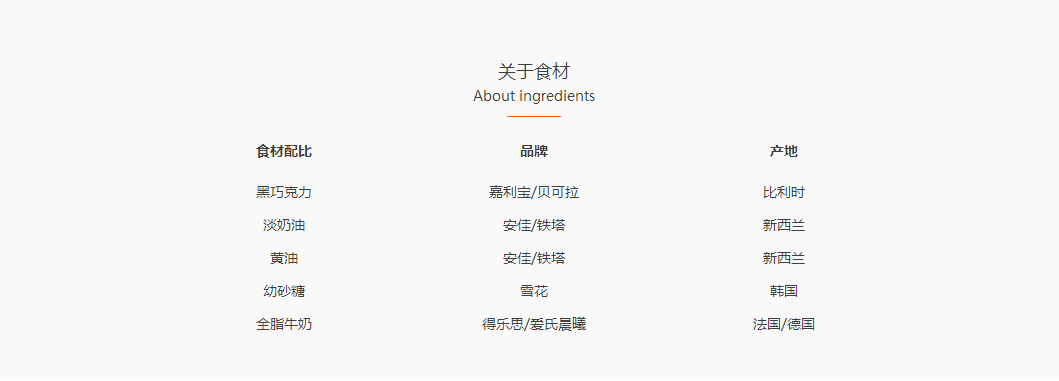 关于食材
About ingredients
食材配比 品牌 产地
黑巧克力 嘉利宝/贝可拉 比利时
淡奶油 安佳/铁塔 新西兰
黄油 安佳/铁塔 新西兰
幼砂糖 雪花 韩国
全脂牛奶 得乐思/爱氏晨曦 法国/德国